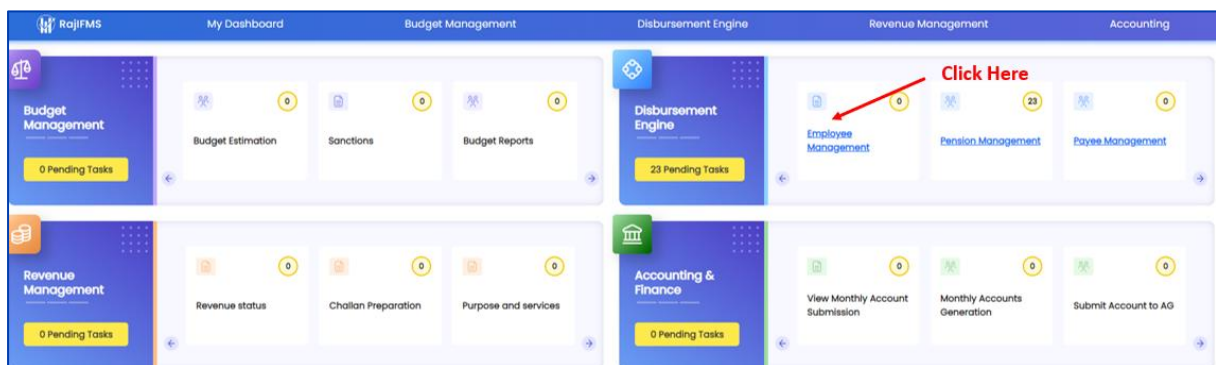 RajIFMS My Dashboard Budget Management Disbursement Engine Revenue Management Accounting
Budget
Management
0 Pending Tasks
0
Budget Estimation
0
Sanctions
0
Budget Reports
Disbursement
Engine
23 Pending Tasks
Click Here
0
Employee
Management
23
Pension Management
0
Payee Management
Revenue
Management
0 Pending Tasks
0
Revenue status
0
Challan Preparation
0
Purpose and services
Accounting &
Finance
0 Pending Tasks
0
View Monthly Account
Submission
0
Monthly Accounts
Generation
0
Submit Account to AG